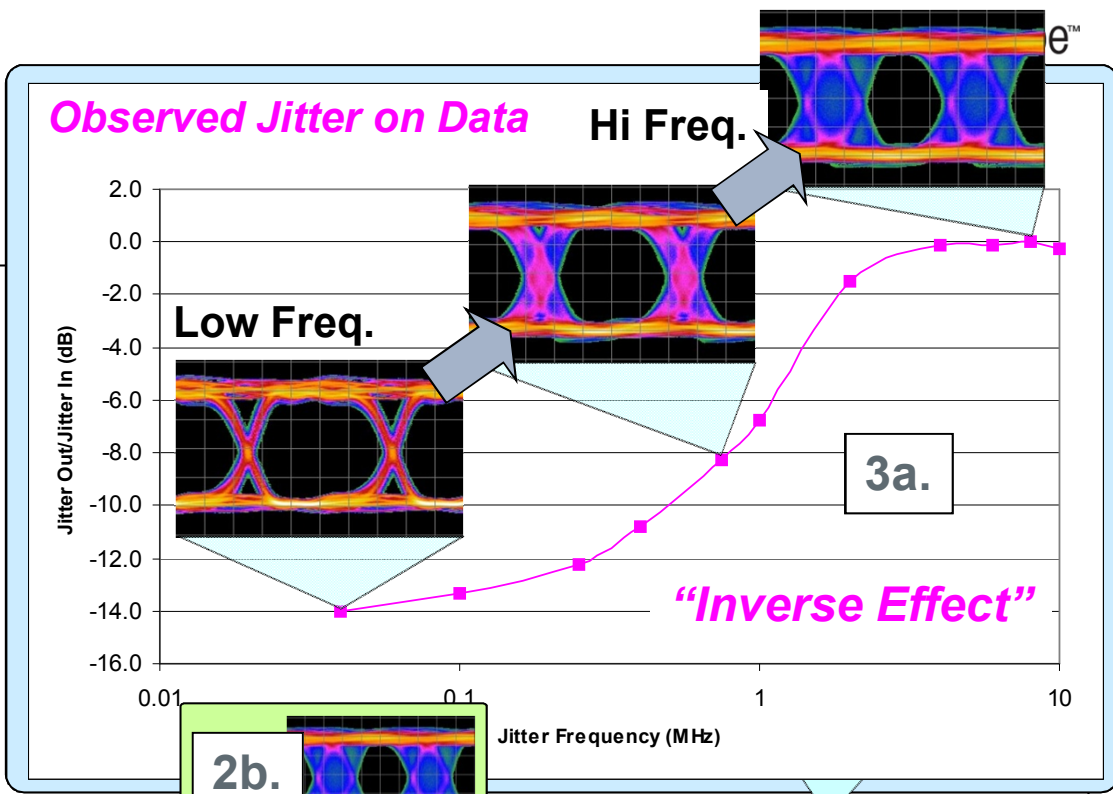 e™
Observed Jitter on Data
Hi Freq.
Low Freq.
2.0
0.0
-2.0
-4.0
-6.0
-8.0
-10.0
-12.0
-14.0
-16.0
Jitter Out/Jitter In (dB)
3a.
“Inverse Effect”
0.01
0.1
1
10
Jitter Frequency (MHz)
2b.